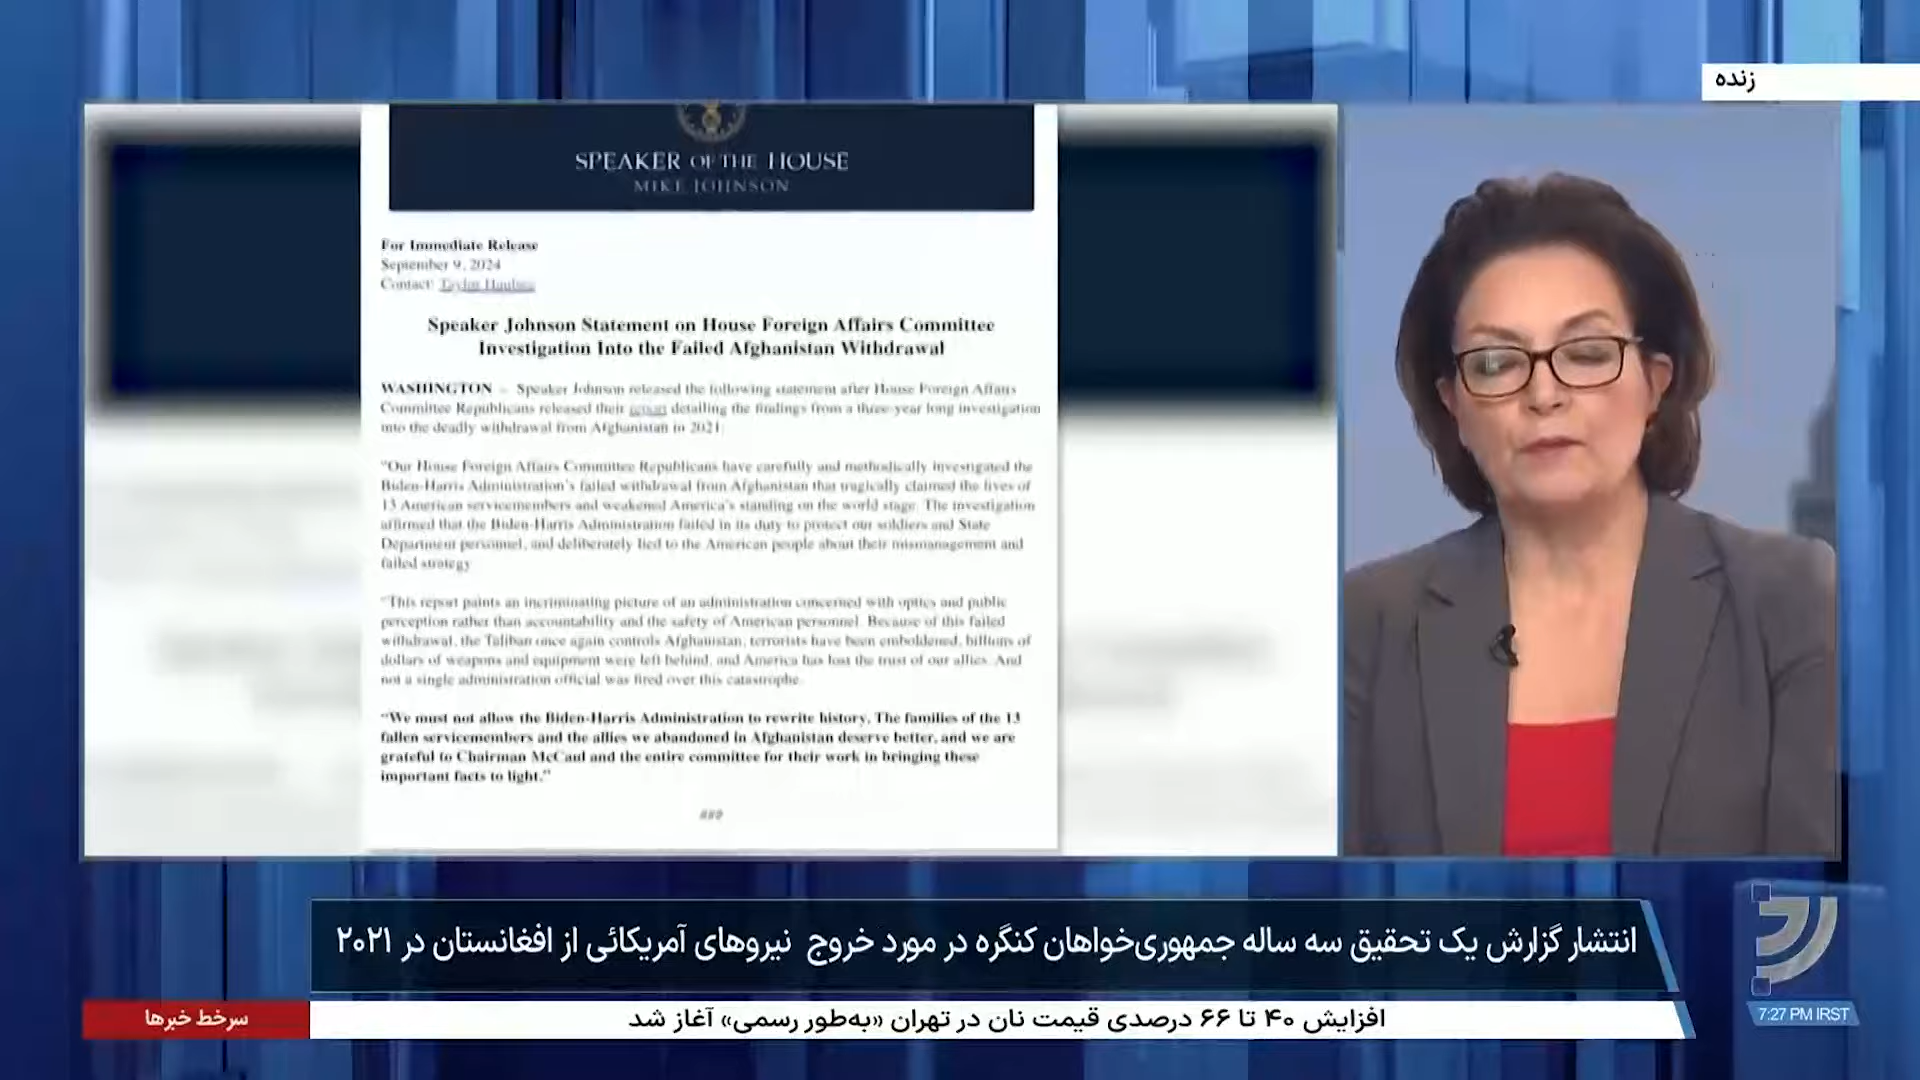 زنده
SPEAKER OF THE HOUSE
MIKE JOHNSON
For Immediate Release
September 9, 2024
Contact: Taylor
Speaker Johnson Statement on House Foreign Affairs Committee
Investigation Into the Failed Afghanistan Withdrawal
WASHINGTON — Speaker Johnson released the following statement after House Foreign Affairs
Committee Republicans released their report detailing the findings from a three-year long investigation
into the deadly withdrawal from Afghanistan in 2021:
"Our House Foreign Affairs Committee Republicans have carefully and methodically investigated the
Biden-Harris Administration's failed withdrawal from Afghanistan that tragically claimed the lives of
13 American servicemembers and weakened America's standing on the world stage. The investigation
affirmed that the Biden-Harris Administration failed in its duty to protect our soldiers and State
Department personnel, and deliberately lied to the American people about their mismanagement and
failed strategy.
"This report paints an incriminating picture of an administration concerned with optics and public
perception rather than accountability and the safety of American personnel. Because of this failed
withdrawal, the Taliban once again controls Afghanistan, terrorists have been emboldened, billions of
dollars of weapons and equipment were left behind, and America has lost the trust of our allies. And
not a single administration official was fired over this catastrophe.
"We must not allow the Biden-Harris Administration to rewrite history. The families of the 13
fallen servicemembers and the allies we abandoned in Afghanistan deserve better, and we are
grateful to Chairman McCaul and the entire committee for their work in bringing these
important facts to light."
###
انتشار گزارش یک تحقیق سه ساله جمهوری‌خواهان کنگره در مورد خروج نیروهای آمریکائی از افغانستان در ۲۰۲۱
سرخط خبرها
افزایش ۴۰ تا ۶۶ درصدی قیمت نان در تهران «به‌طور رسمی» آغاز شد
7:27 PM IRST